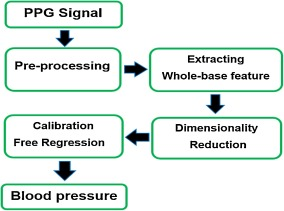 PPG Signal
Pre-processing
Extracting
Whole-base feature
Dimensionality
Reduction
Calibration
Free Regression
Blood pressure